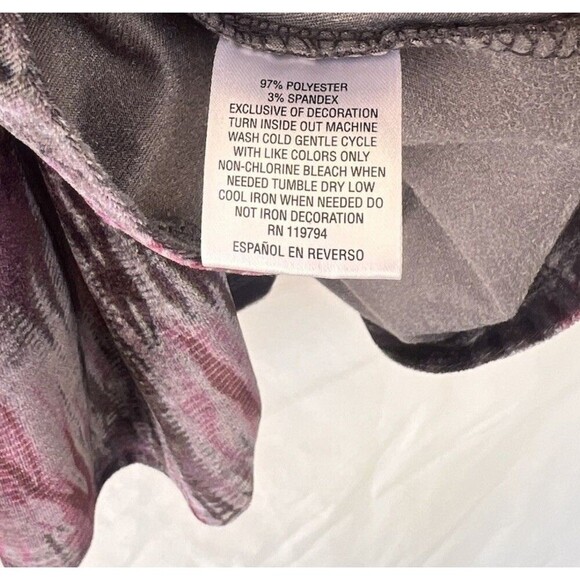 97% POLYESTER
3% SPANDEX
EXCLUSIVE OF DECORATION
TURN INSIDE OUT MACHINE
WASH COLD GENTLE CYCLE
WITH LIKE COLORS ONLY
NON-CHLORINE BLEACH WHEN
NEEDED TUMBLE DRY LOW
COOL IRON WHEN NEEDED DO
NOT IRON DECORATION
RN 119794
ESPAÑOL EN REVERSO